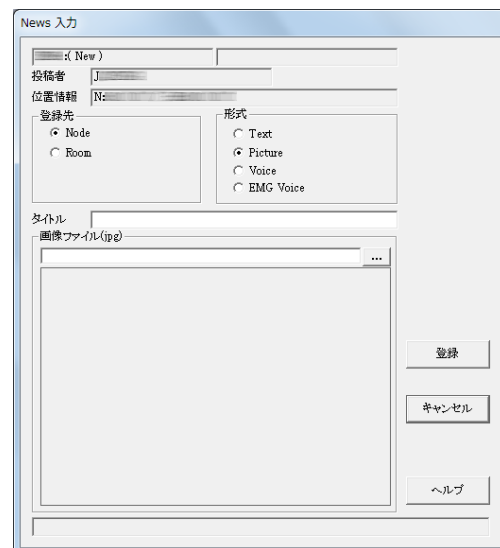 News 入力
:( New )
投稿者 J
位置情報 N:
登録先
Node
Room
形式
Text
Picture
Voice
EMG Voice
タイトル
画像ファイル(jpg)
...
登録
キャンセル
ヘルプ